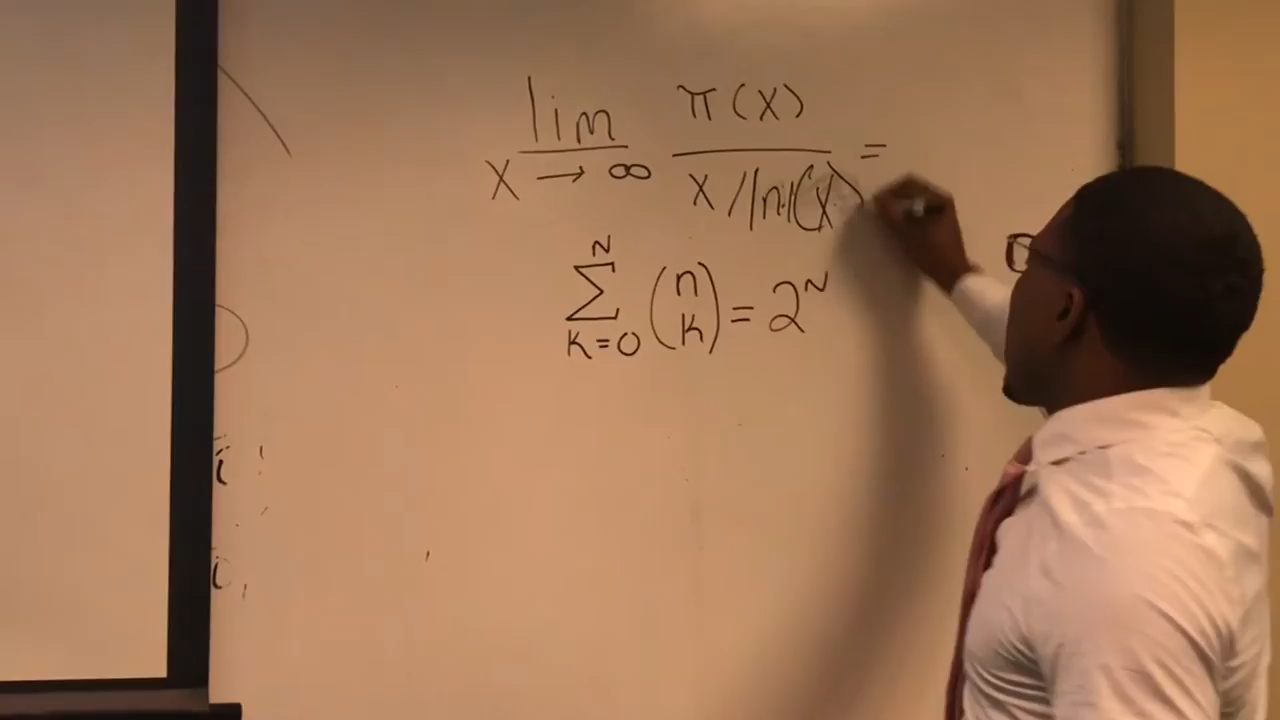 lim π(x)
x → ∞ x/ln(x) =
N
∑ (n k) = 2^N
K=0